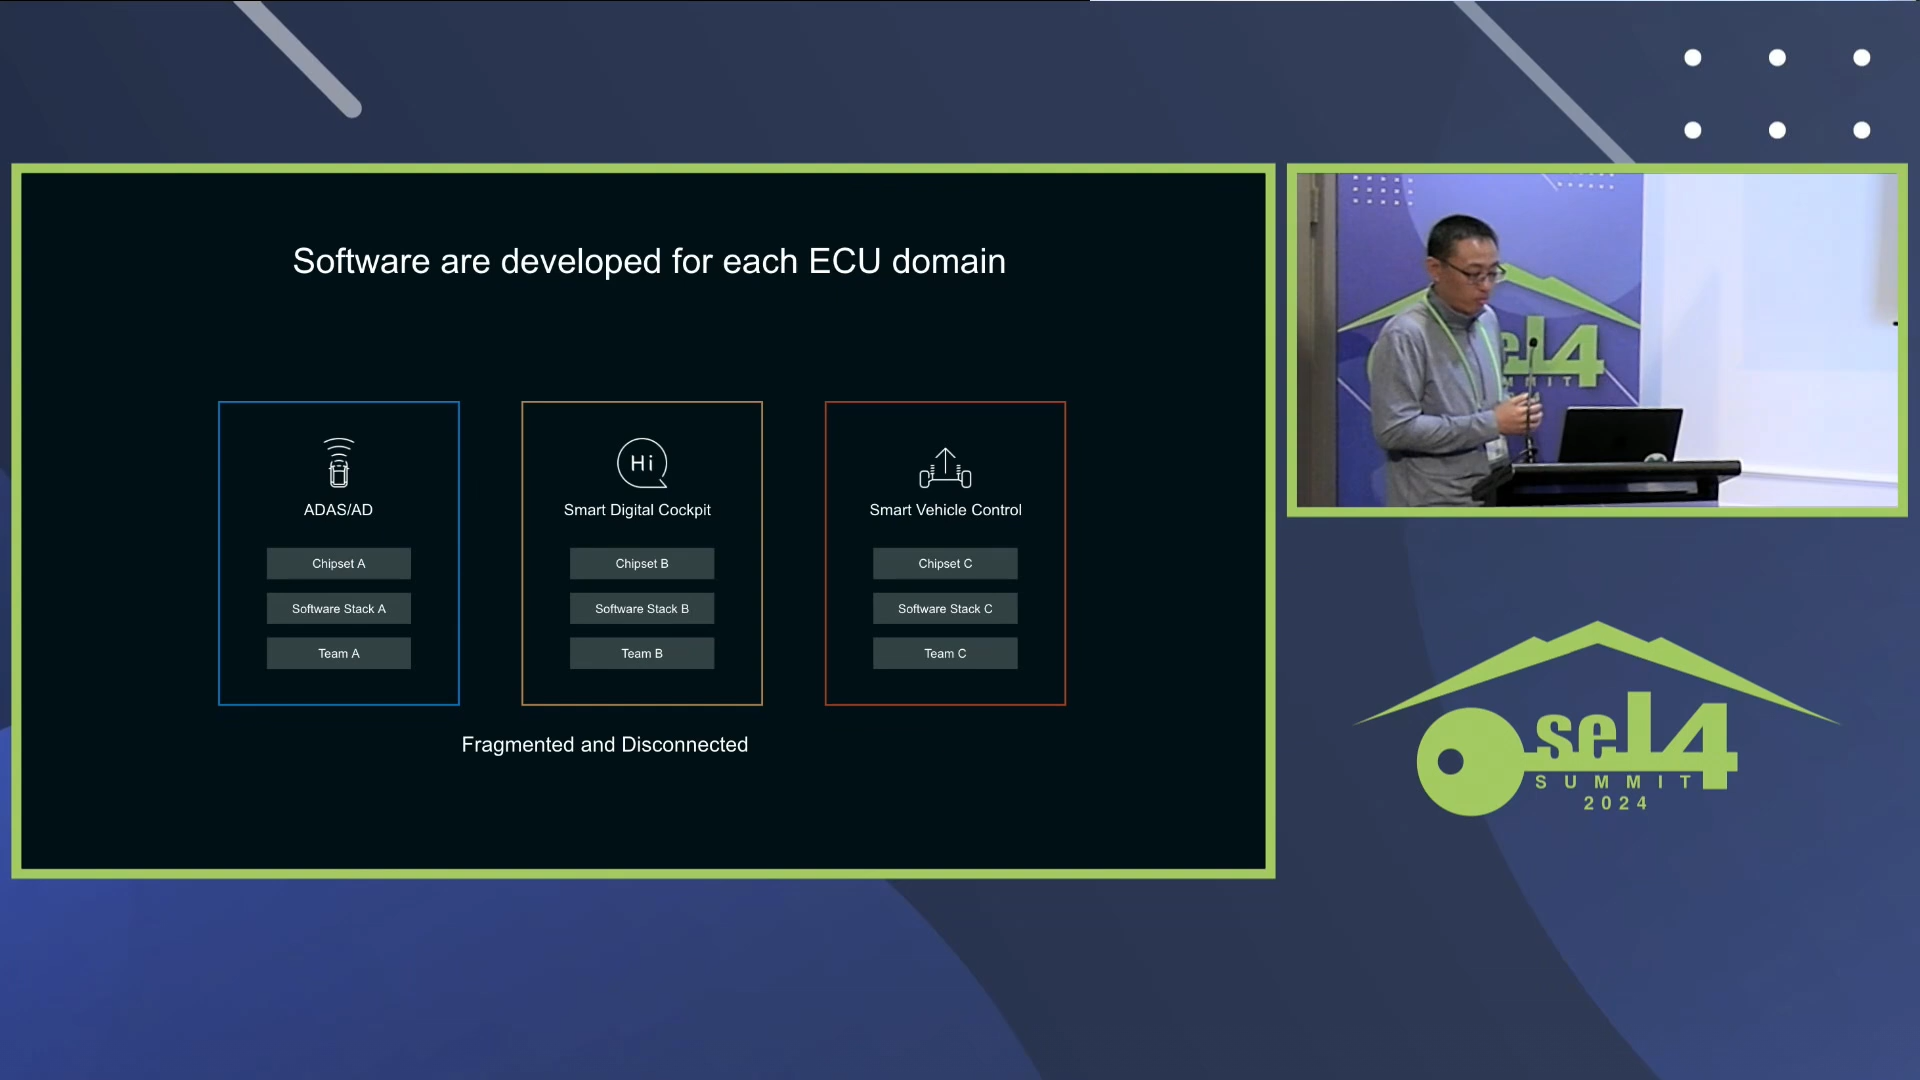 Software are developed for each ECU domain
Hi
ADAS/AD
Smart Digital Cockpit
Smart Vehicle Control
Chipset A
Chipset B
Chipset C
Software Stack A
Software Stack B
Software Stack C
Team A
Team B
Team C
Fragmented and Disconnected
seL4
SUMMIT
2024